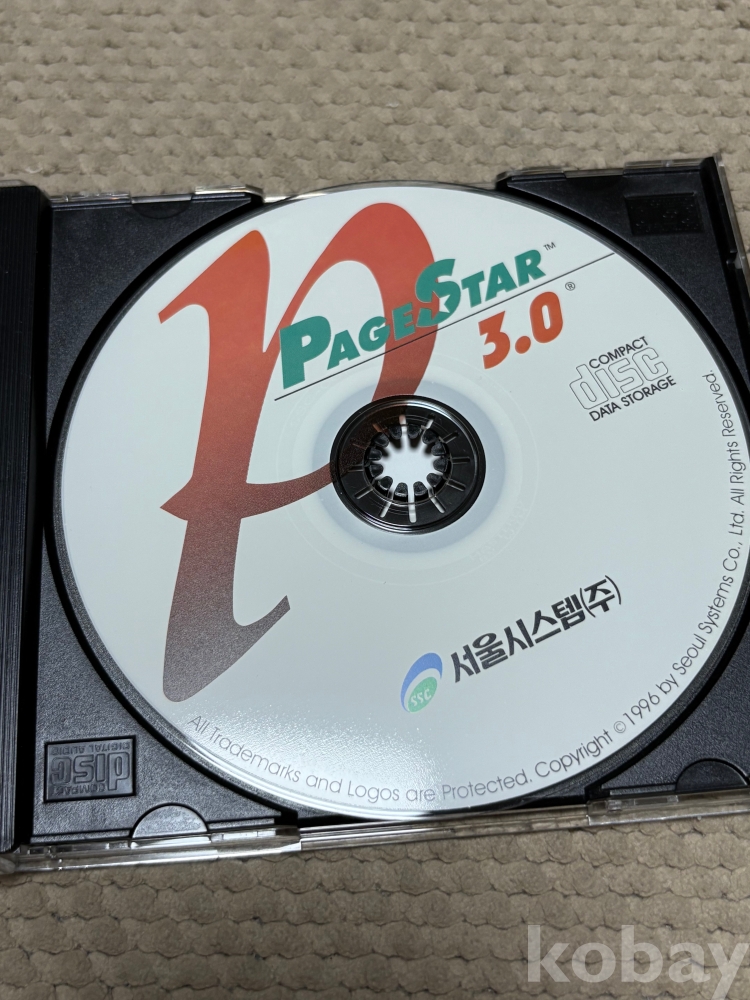 PAGESTAR™
3.0®
COMPACT
disc
DATA STORAGE
서울시스템(주)
SSC
All Trademarks and Logos are Protected. Copyright ©1996 by Seoul Systems Co., Ltd. All Rights Reserved.
COMPACT
disc
DIGITAL AUDIO
kobay